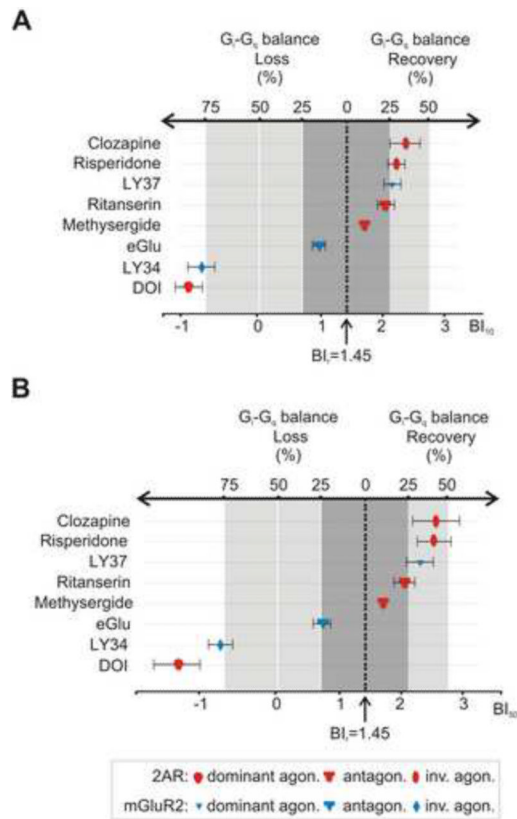 A
Gi-Gq balance Loss (%)
Gi-Gq balance Recovery (%)
75 50 25 0 25 50
Clozapine
Risperidone
LY37
Ritanserin
Methysergide
eGlu
LY34
DOI
-1 0 1 2 3 BI10
BIr=1.45
B
Gi-Gq balance Loss (%)
Gi-Gq balance Recovery (%)
75 50 25 0 25 50
Clozapine
Risperidone
LY37
Ritanserin
Methysergide
eGlu
LY34
DOI
-1 0 1 2 3 BI50
BIr=1.45
2AR: dominant agon. antagon. inv. agon.
mGluR2: dominant agon. antagon. inv. agon.